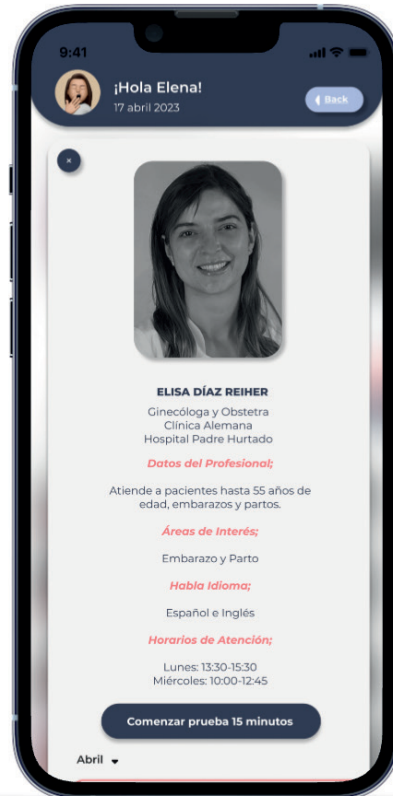 9:41
¡Hola Elena!
17 abril 2023
Back
×
ELISA DÍAZ REIHER
Ginecóloga y Obstetra
Clínica Alemana
Hospital Padre Hurtado
Datos del Profesional;
Atiende a pacientes hasta 55 años de
edad, embarazos y partos.
Áreas de Interés;
Embarazo y Parto
Habla Idioma;
Español e Inglés
Horarios de Atención;
Lunes: 13:30-15:30
Miércoles: 10:00-12:45
Comenzar prueba 15 minutos
Abril